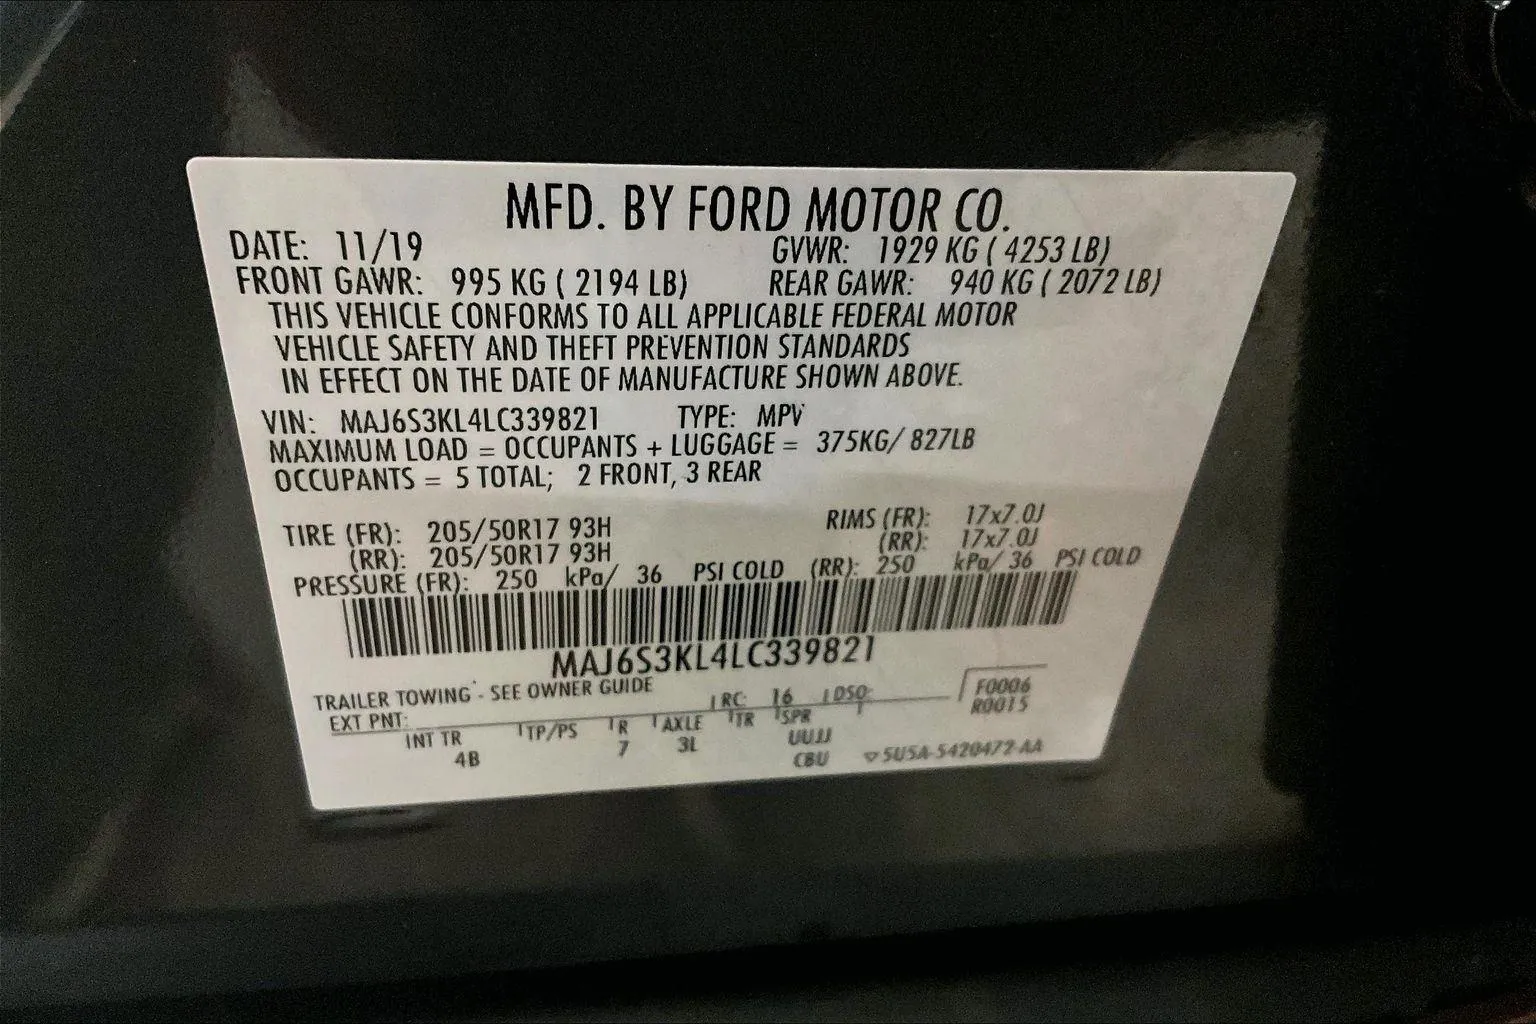 MFD. BY FORD MOTOR CO.
DATE: 11/19 GVWR: 1929 KG ( 4253 LB)
FRONT GAWR: 995 KG ( 2194 LB) REAR GAWR: 940 KG ( 2072 LB)
THIS VEHICLE CONFORMS TO ALL APPLICABLE FEDERAL MOTOR
VEHICLE SAFETY AND THEFT PREVENTION STANDARDS
IN EFFECT ON THE DATE OF MANUFACTURE SHOWN ABOVE.
VIN: MAJ6S3KL4LC339821 TYPE: MPV
MAXIMUM LOAD = OCCUPANTS + LUGGAGE = 375KG/ 827LB
OCCUPANTS = 5 TOTAL; 2 FRONT, 3 REAR
TIRE (FR): 205/50R17 93H RIMS (FR): 17x7.0J
(RR): 205/50R17 93H (RR): 17x7.0J
PRESSURE (FR): 250 kPa/ 36 PSI COLD (RR): 250 kPa/ 36 PSI COLD
MAJ6S3KL4LC339821
TRAILER TOWING - SEE OWNER GUIDE
EXT PNT: RC: 16 DSO: F0006
R0015
INT TR TP/PS R AXLE TR SPR
4B 7 3L UUJJ
CBU ▽5U5A-5420472-AA